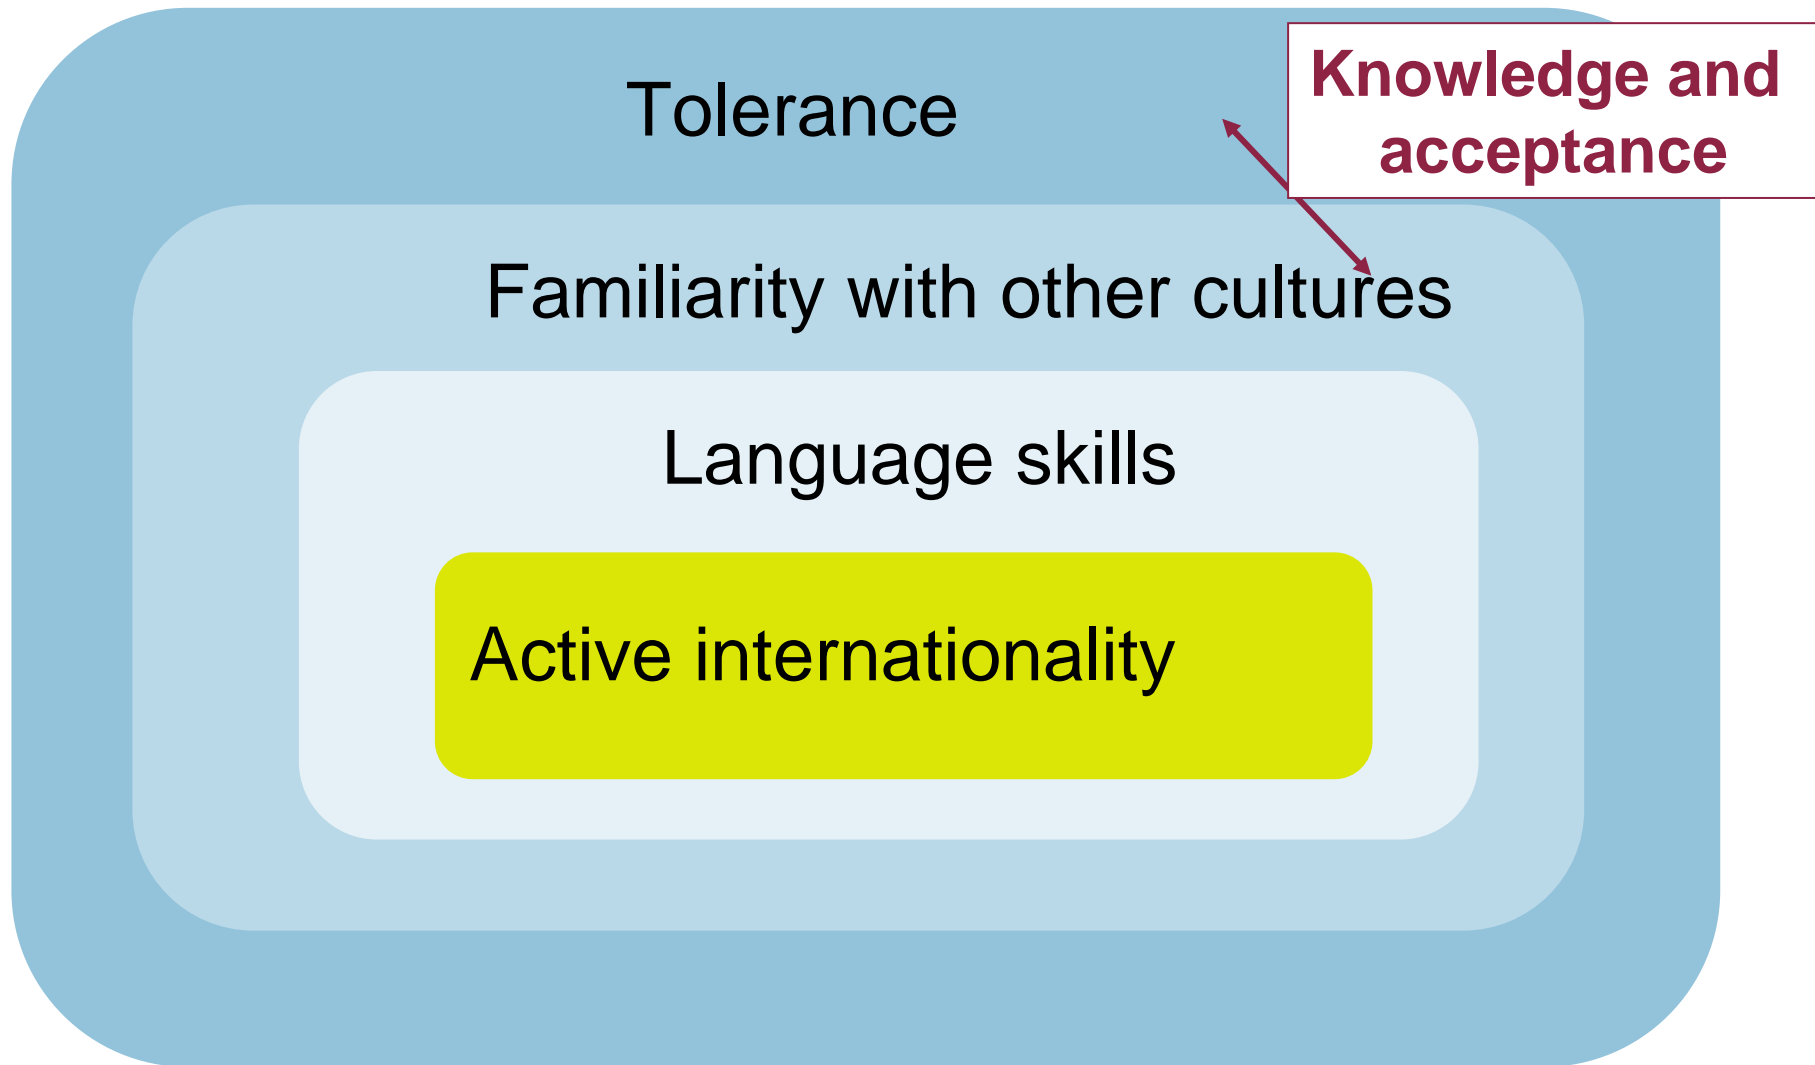 Tolerance
Knowledge and
acceptance
Familiarity with other cultures
Language skills
Active internationality